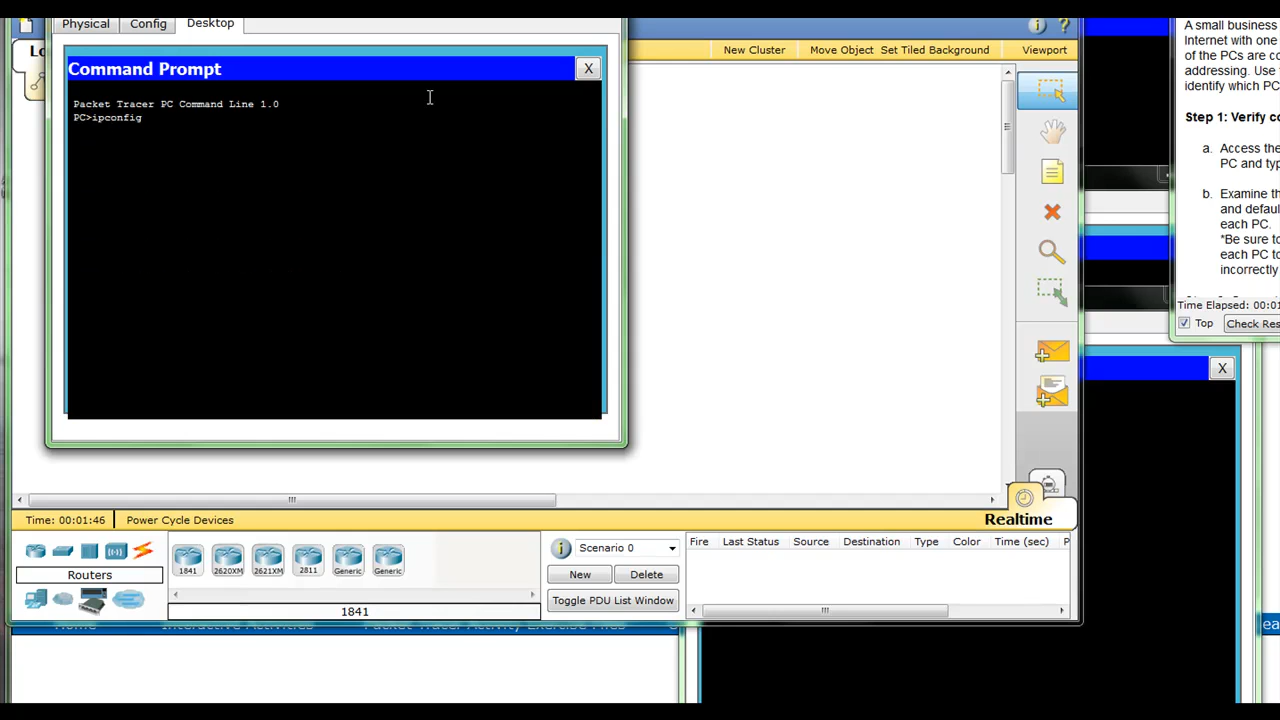 Physical
Config
Desktop
Command Prompt
X
Packet Tracer PC Command Line 1.0
PC>ipconfig
?
New Cluster
Move Object
Set Tiled Background
Viewport
A small business
Internet with one
of the PCs are co
addressing. Use
identify which PC
Step 1: Verify co
a. Access the
PC and typ
b. Examine th
and defaul
each PC.
*Be sure to
each PC to
incorrectly
Time Elapsed: 00:01
Top
Check Res
X
Time: 00:01:46
Power Cycle Devices
Realtime
Routers
1841
2620XM
2621XM
2811
Generic
Generic
1841
Scenario 0
New
Delete
Toggle PDU List Window
Fire
Last Status
Source
Destination
Type
Color
Time (sec)
P